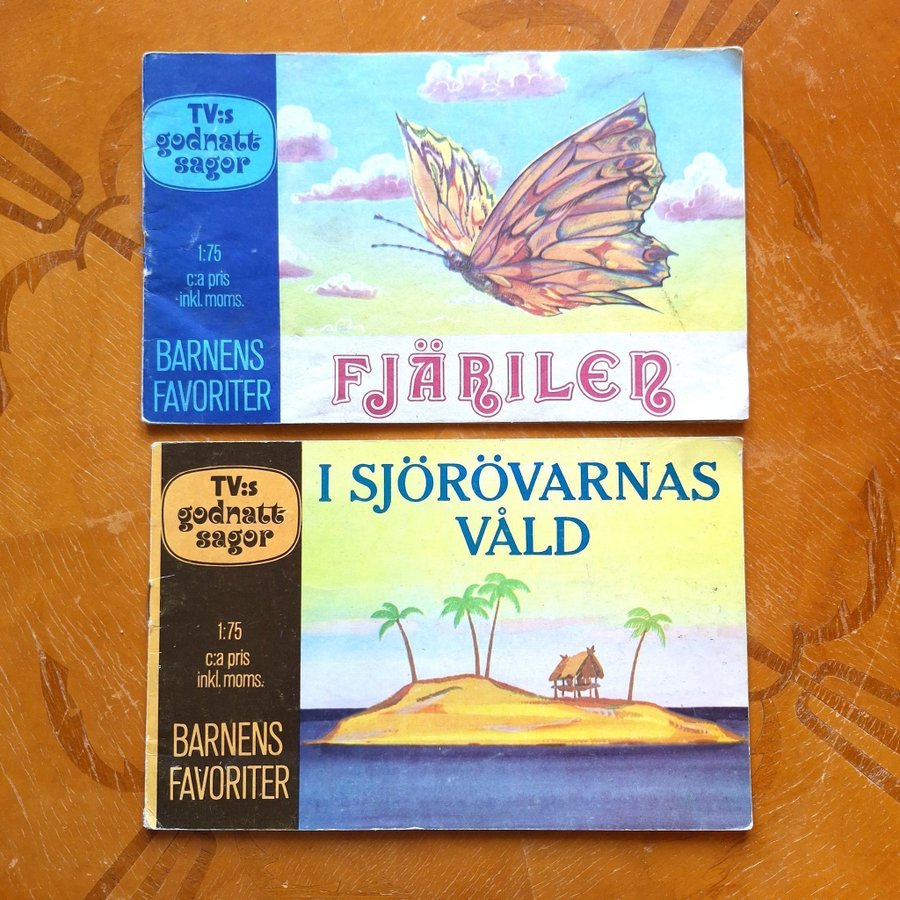 TV:s
godnatt
sagor
1:75
c:a pris
inkl. moms.
BARNENS
FAVORITER
FJÄRILEN
TV:s
godnatt
sagor
1:75
c:a pris
inkl. moms.
BARNENS
FAVORITER
I SJÖRÖVARNAS
VÅLD